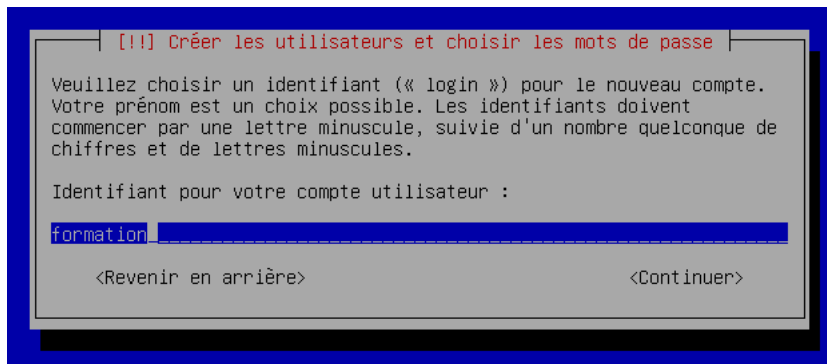 [!!] Créer les utilisateurs et choisir les mots de passe
Veuillez choisir un identifiant (« login ») pour le nouveau compte.
Votre prénom est un choix possible. Les identifiants doivent
commencer par une lettre minuscule, suivie d'un nombre quelconque de
chiffres et de lettres minuscules.
Identifiant pour votre compte utilisateur :
formation
<Revenir en arrière> <Continuer>